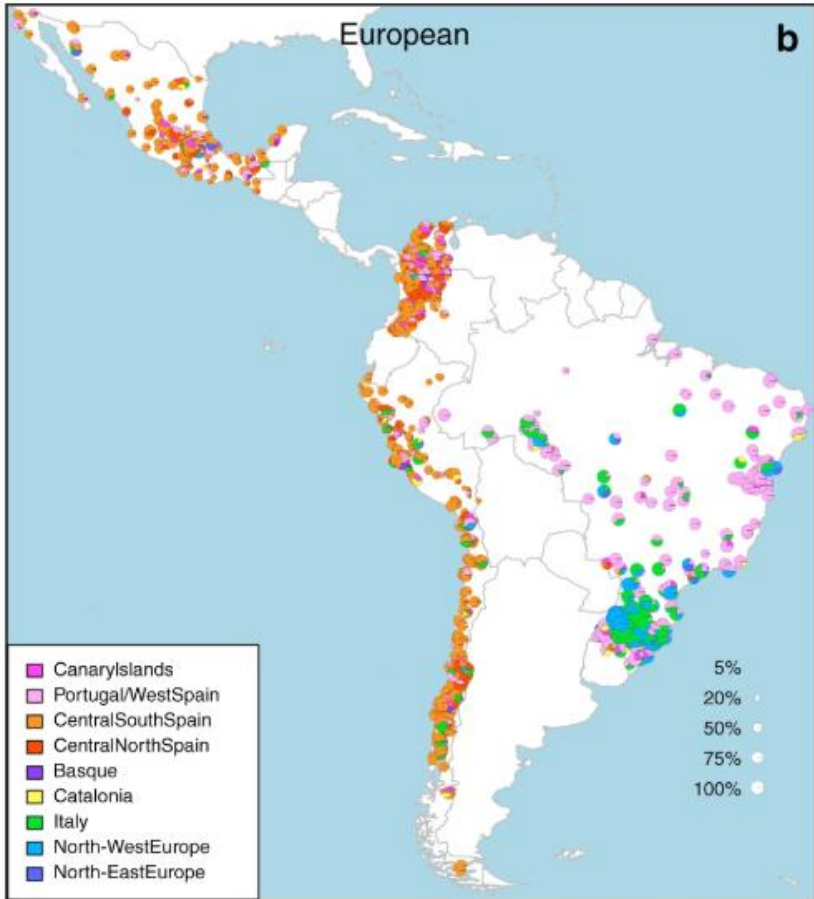 European
b
CanaryIslands
Portugal/WestSpain
CentralSouthSpain
CentralNorthSpain
Basque
Catalonia
Italy
North-WestEurope
North-EastEurope
5%
20%
50%
75%
100%